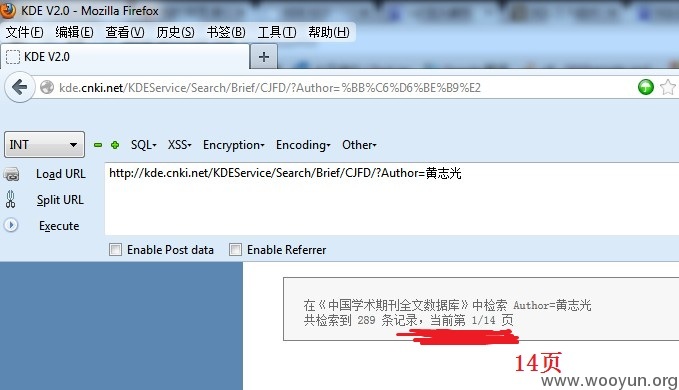 KDE V2.0 - Mozilla Firefox
文件(F) 编辑(E) 查看(V) 历史(S) 书签(B) 工具(T) 帮助(H)
KDE V2.0
kde.cnki.net/KDEService/Search/Brief/CJFD/?Author=%BB%C6%D6%BE%B9%E2
INT SQL XSS Encryption Encoding Other
Load URL
http://kde.cnki.net/KDEService/Search/Brief/CJFD/?Author=黄志光
Split URL
Execute
Enable Post data Enable Referrer
在《中国学术期刊全文数据库》中检索 Author=黄志光
共检索到 289 条记录，当前第 1/14 页
14页
www.wooyun.org